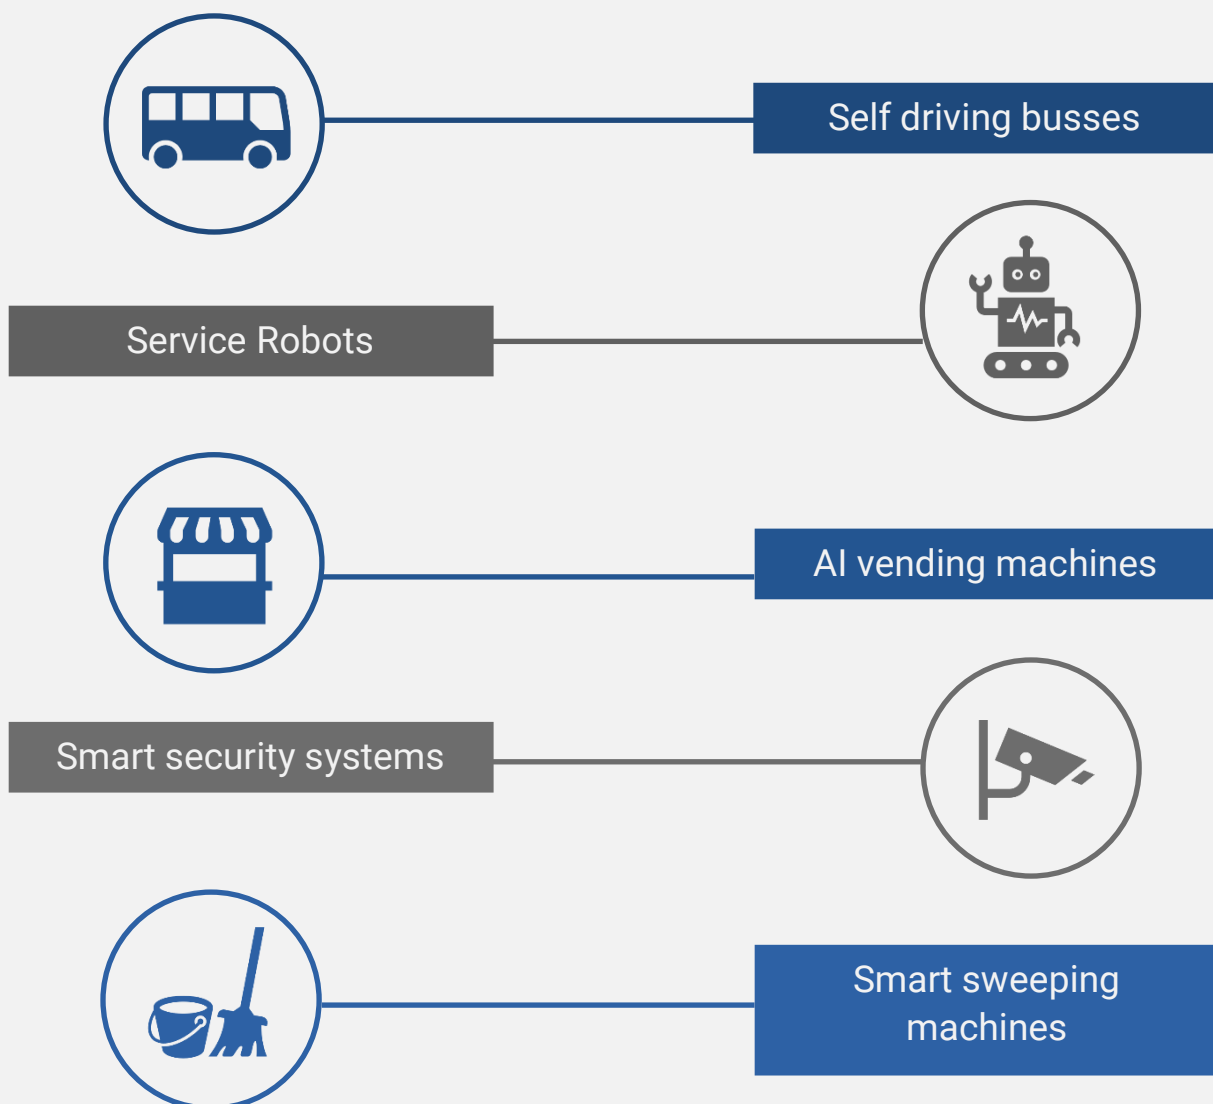 Self driving busses
Service Robots
AI vending machines
Smart security systems
Smart sweeping
machines